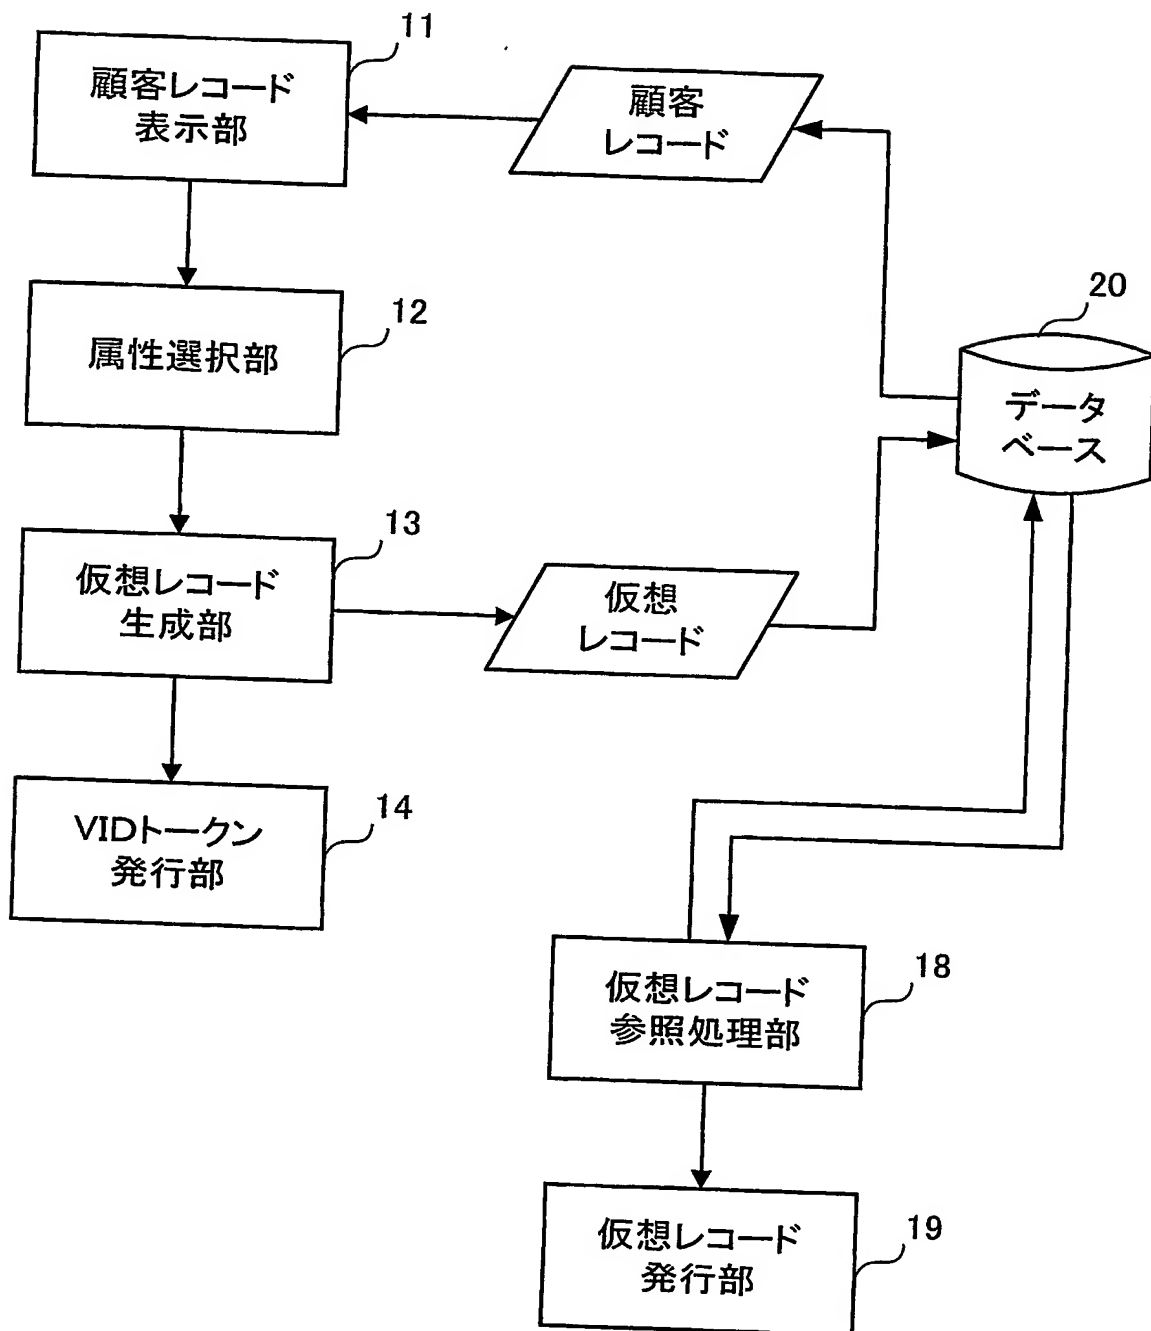 11
顧客レコード
表示部
顧客
レコード
12
属性選択部
20
データ
ベース
13
仮想レコード
生成部
仮想
レコード
14
VIDトークン
発行部
18
仮想レコード
参照処理部
19
仮想レコード
発行部